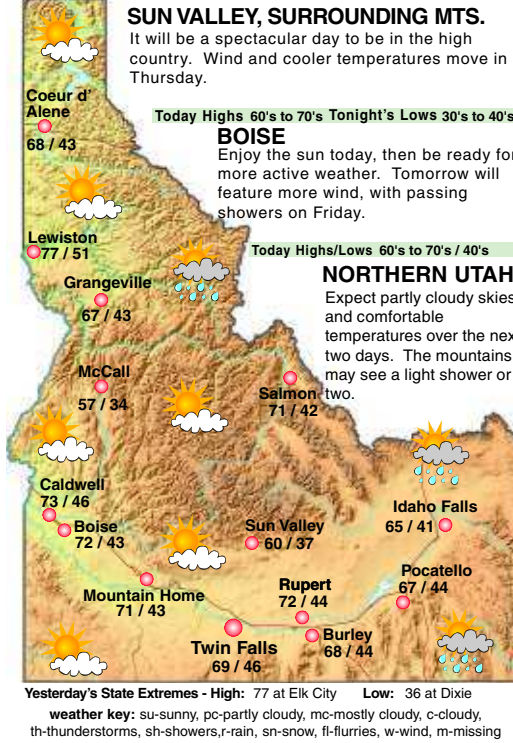 SUN VALLEY, SURROUNDING MTS.
It will be a spectacular day to be in the high
country. Wind and cooler temperatures move in
Thursday.
Today Highs 60's to 70's Tonight's Lows 30's to 40's
BOISE
Enjoy the sun today, then be ready for
more active weather. Tomorrow will
feature more wind, with passing
showers on Friday.
Today Highs/Lows 60's to 70's / 40's
NORTHERN UTAH
Expect partly cloudy skies
and comfortable
temperatures over the next
two days. The mountains
may see a light shower or
two.
Coeur d'
Alene
68 / 43
Lewiston
77 / 51
Grangeville
67 / 43
McCall
57 / 34
Salmon
71 / 42
Caldwell
73 / 46
Boise
72 / 43
Sun Valley
60 / 37
Idaho Falls
65 / 41
Mountain Home
71 / 43
Rupert
72 / 44
Pocatello
67 / 44
Twin Falls
69 / 46
Burley
68 / 44
Yesterday's State Extremes - High: 77 at Elk City Low: 36 at Dixie
weather key: su-sunny, pc-partly cloudy, mc-mostly cloudy, c-cloudy,
th-thunderstorms, sh-showers,r-rain, sn-snow, fl-flurries, w-wind, m-missing